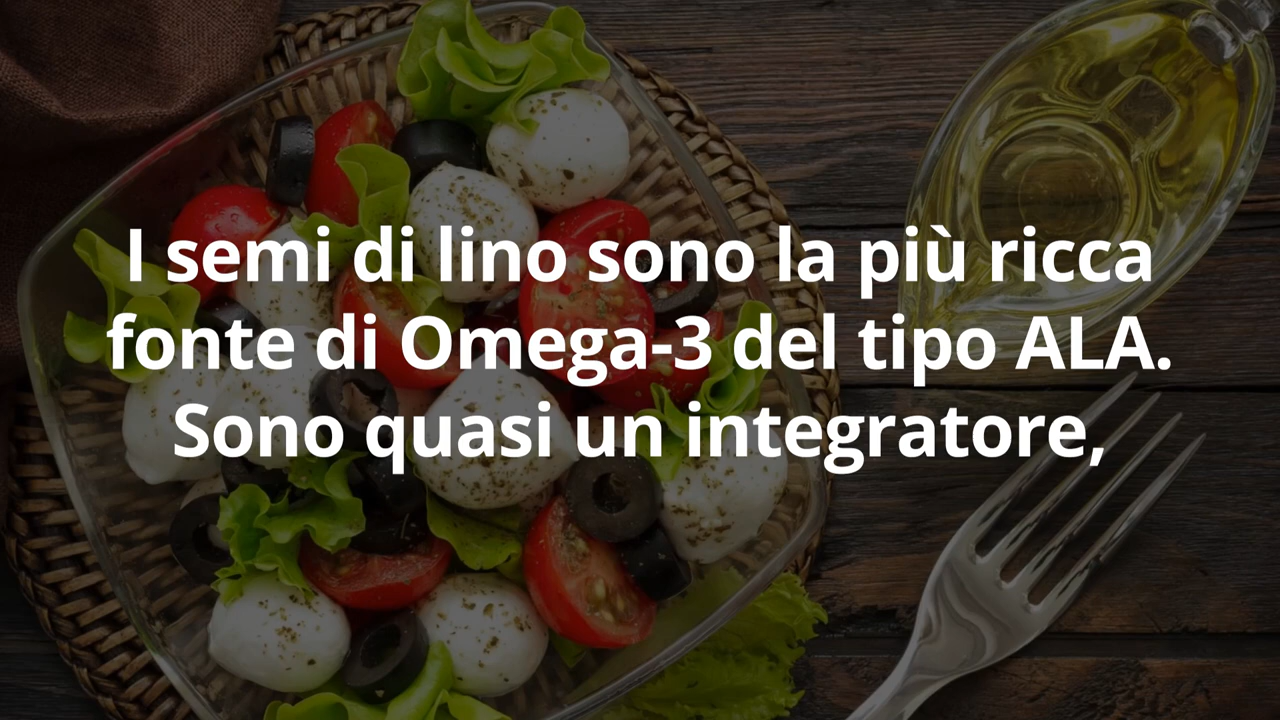 I semi di lino sono la più ricca
fonte di Omega-3 del tipo ALA.
Sono quasi un integratore,